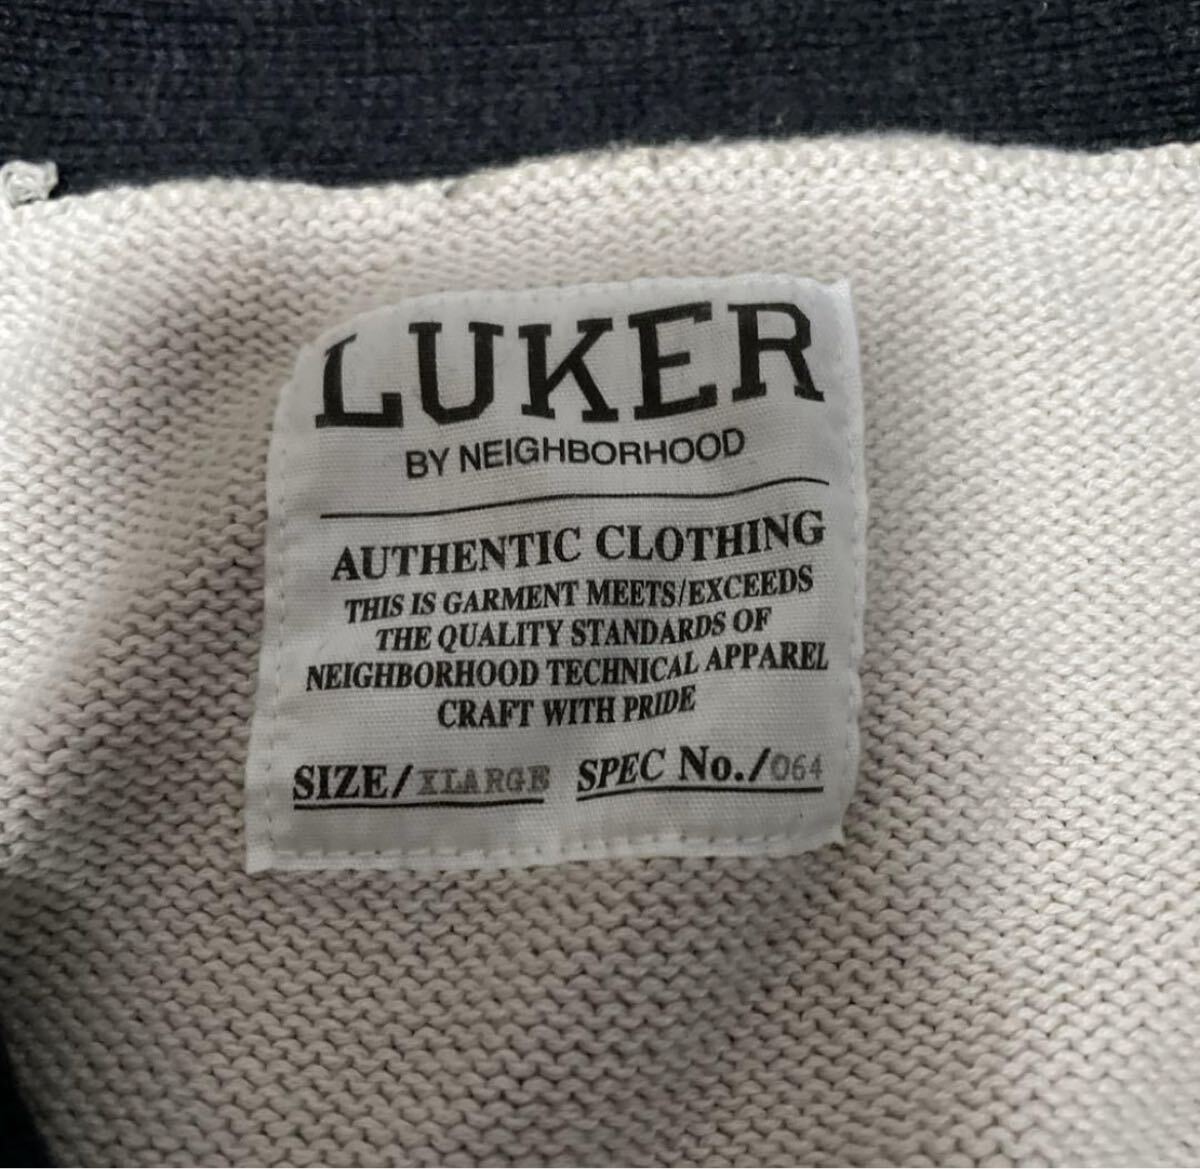 LUKER
BY NEIGHBORHOOD
AUTHENTIC CLOTHING
THIS IS GARMENT MEETS/EXCEEDS
THE QUALITY STANDARDS OF
NEIGHBORHOOD TECHNICAL APPAREL
CRAFT WITH PRIDE
SIZE/XLARGE SPEC No./064